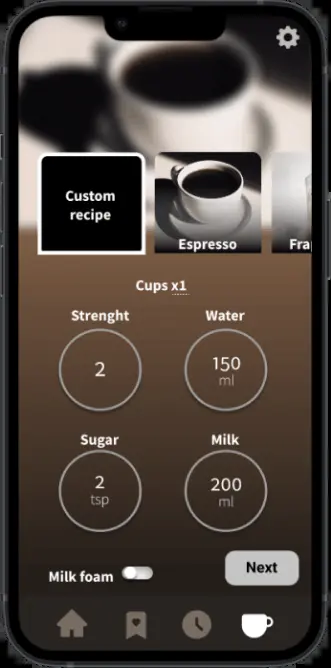 Custom
recipe
Espresso
Fra
Cups x1
Strenght
Water
2
150
ml
Sugar
Milk
2
tsp
200
ml
Milk foam
Next